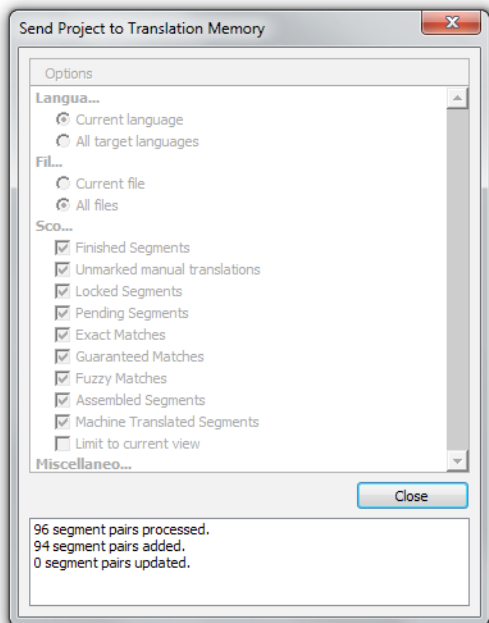 Send Project to Translation Memory
Options
Langua...
Current language
All target languages
Fil...
Current file
All files
Sco...
Finished Segments
Unmarked manual translations
Locked Segments
Pending Segments
Exact Matches
Guaranteed Matches
Fuzzy Matches
Assembled Segments
Machine Translated Segments
Limit to current view
Miscellaneo...
Close
96 segment pairs processed.
94 segment pairs added.
0 segment pairs updated.